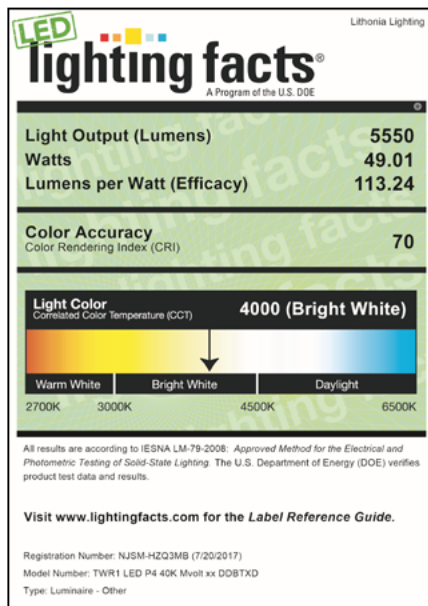 LED
Lithonia Lighting
lighting facts®
A Program of the U.S. DOE
Light Output (Lumens) 5550
Watts 49.01
Lumens per Watt (Efficacy) 113.24
Color Accuracy 70
Color Rendering Index (CRI)
Light Color 4000 (Bright White)
Correlated Color Temperature (CCT)
Warm White Bright White Daylight
2700K 3000K 4500K 6500K
All results are according to IESNA LM-79-2008: Approved Method for the Electrical and
Photometric Testing of Solid-State Lighting. The U.S. Department of Energy (DOE) verifies
product test data and results.
Visit www.lightingfacts.com for the Label Reference Guide.
Registration Number: NJSM-HZQ3MB (7/20/2017)
Model Number: TWR1 LED P4 40K Mvolt xx DDBTXD
Type: Luminaire - Other